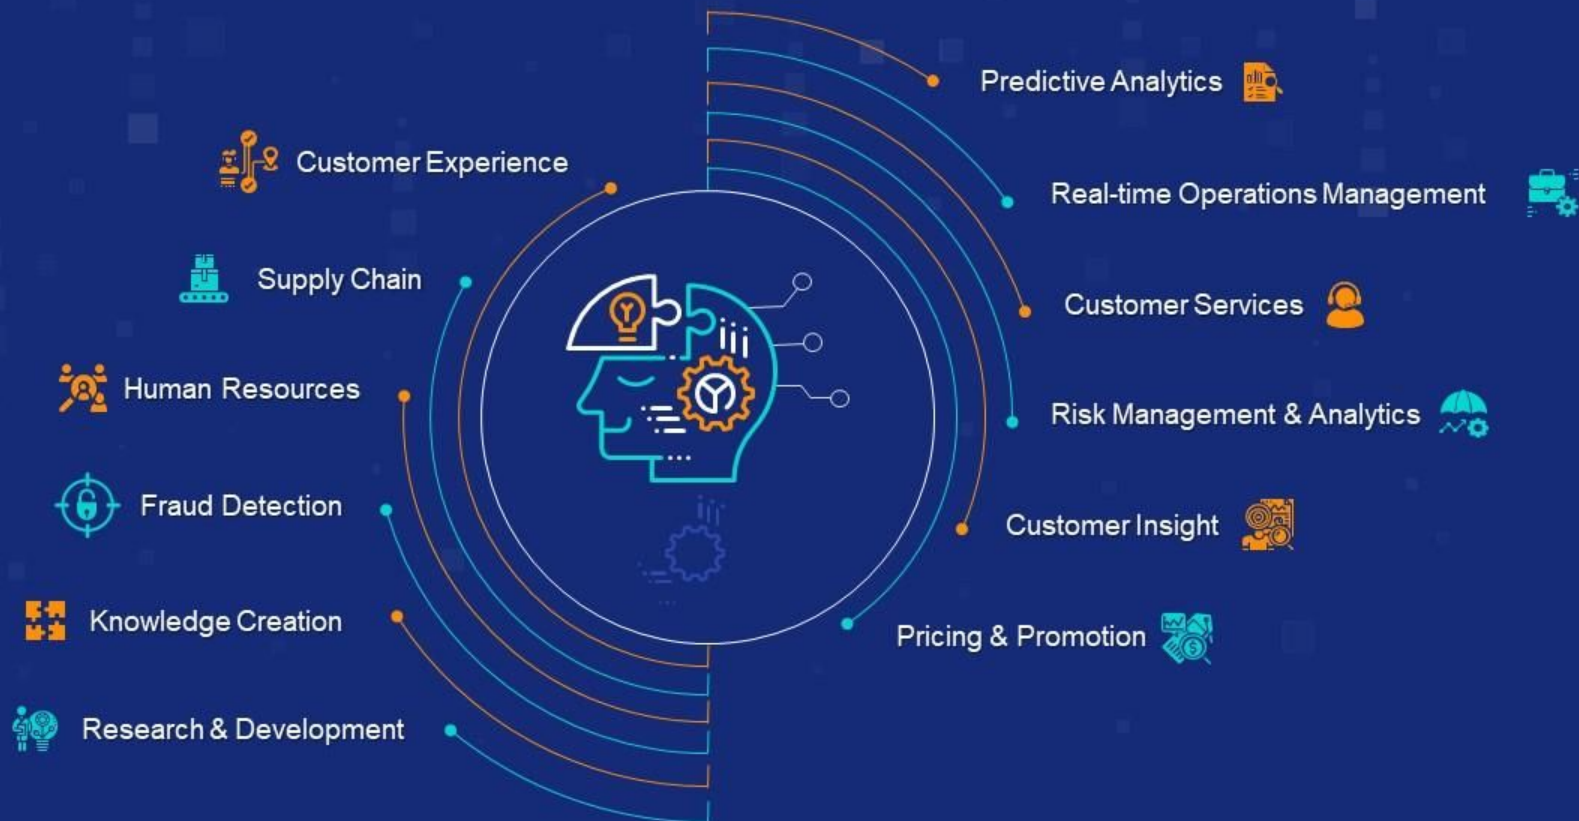 Customer Experience
Supply Chain
Human Resources
Fraud Detection
Knowledge Creation
Research & Development
Predictive Analytics
Real-time Operations Management
Customer Services
Risk Management & Analytics
Customer Insight
Pricing & Promotion